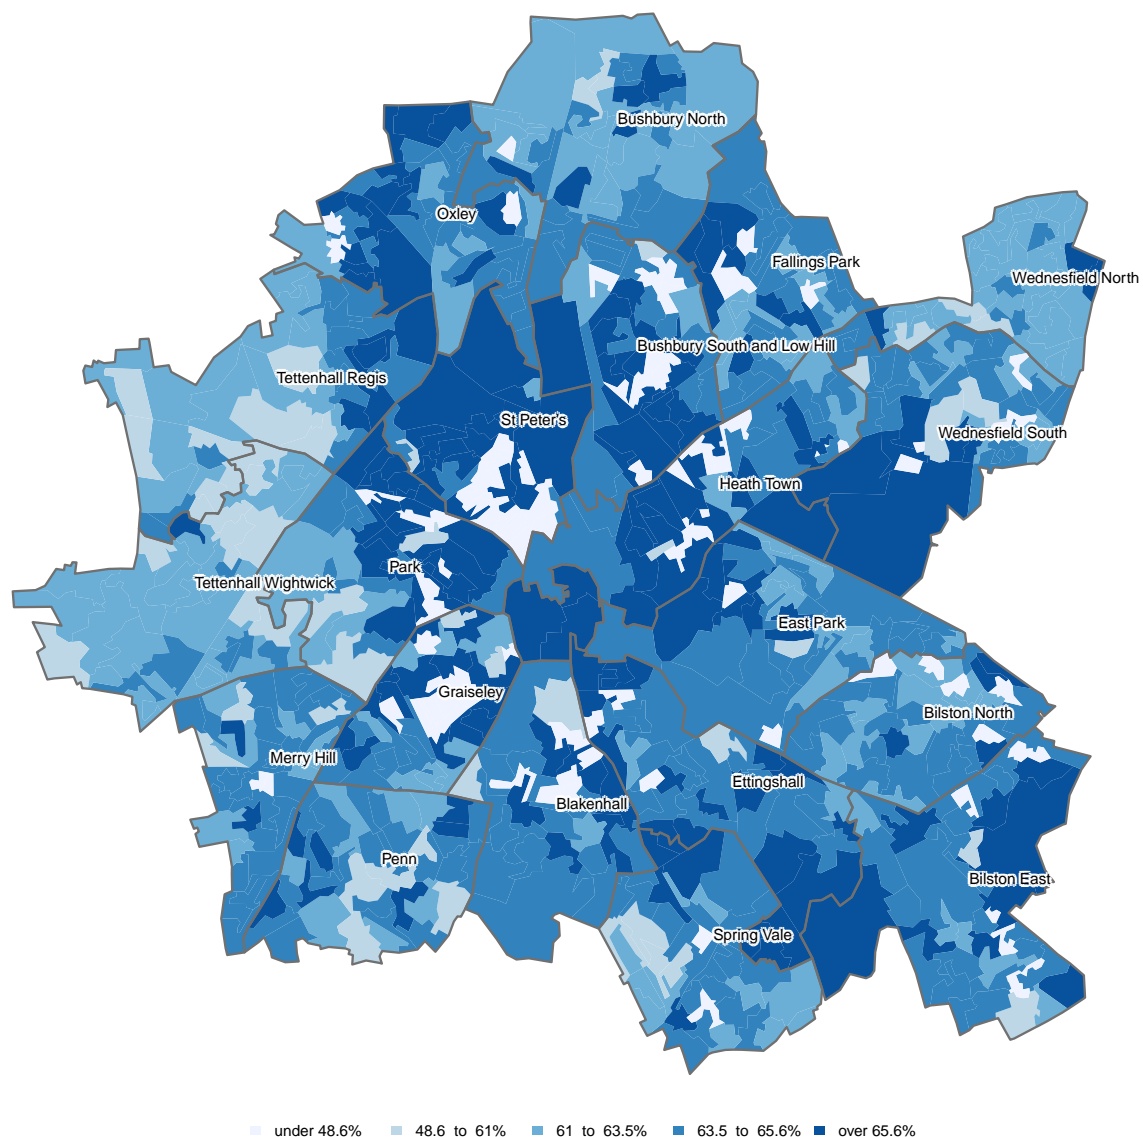 Bushbury North
Oxley
Fallings Park
Wednesfield North
Bushbury South and Low Hill
Tettenhall Regis
St Peter's
Wednesfield South
Heath Town
Park
Tettenhall Wightwick
East Park
Graiseley
Bilston North
Merry Hill
Ettingshall
Blakenhall
Penn
Bilston East
Spring Vale
under 48.6% 48.6 to 61% 61 to 63.5% 63.5 to 65.6% over 65.6%